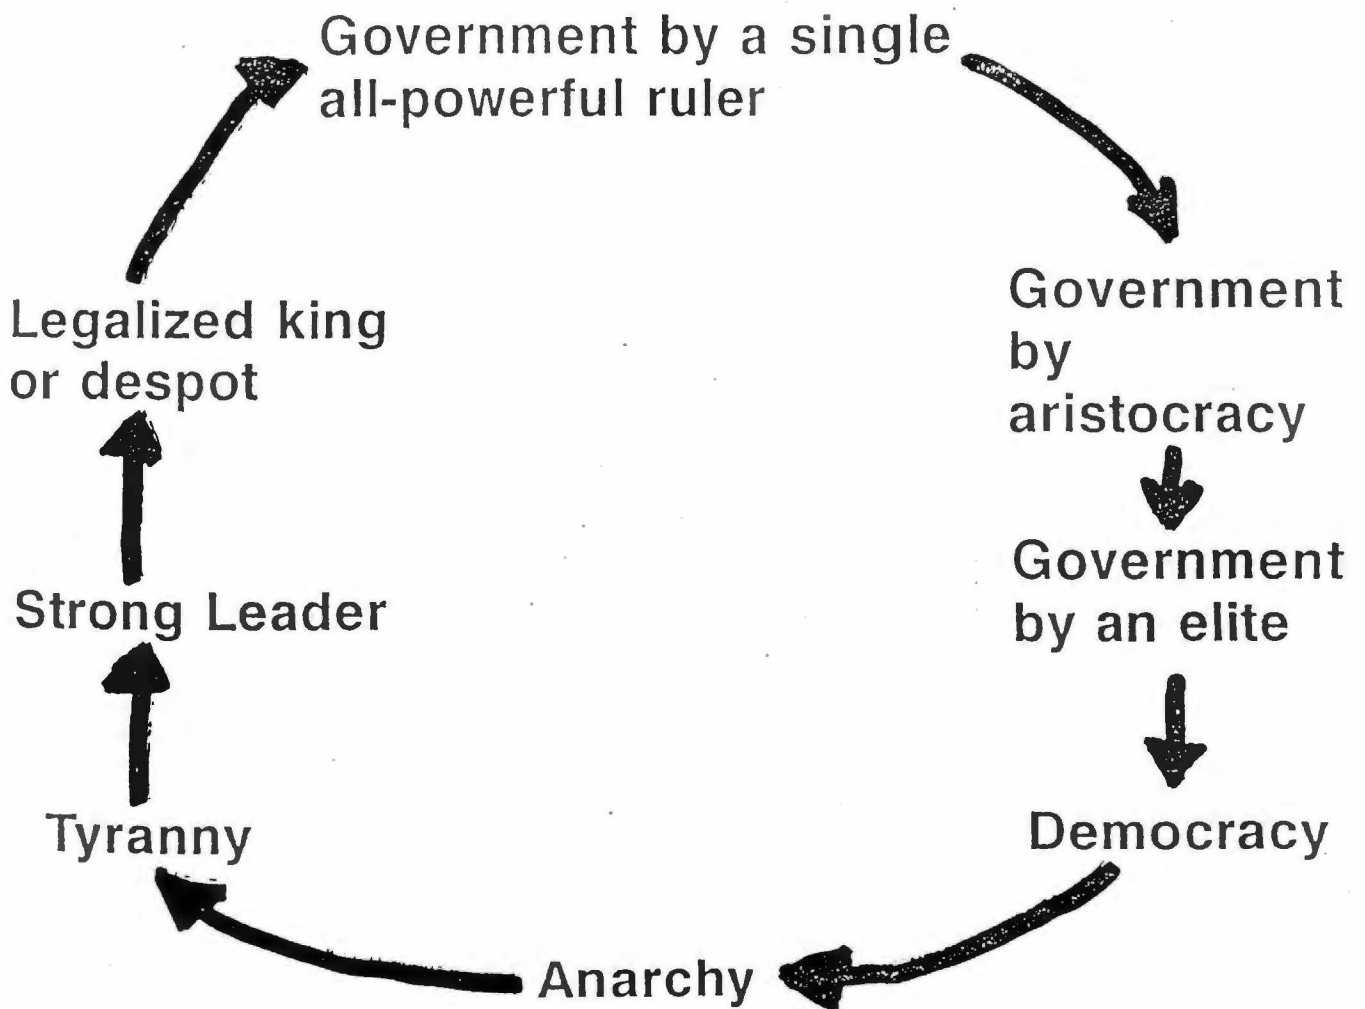 Government by a single
all-powerful ruler
Government
by
aristocracy
Government
by an elite
Democracy
Anarchy
Tyranny
Strong Leader
Legalized king
or despot